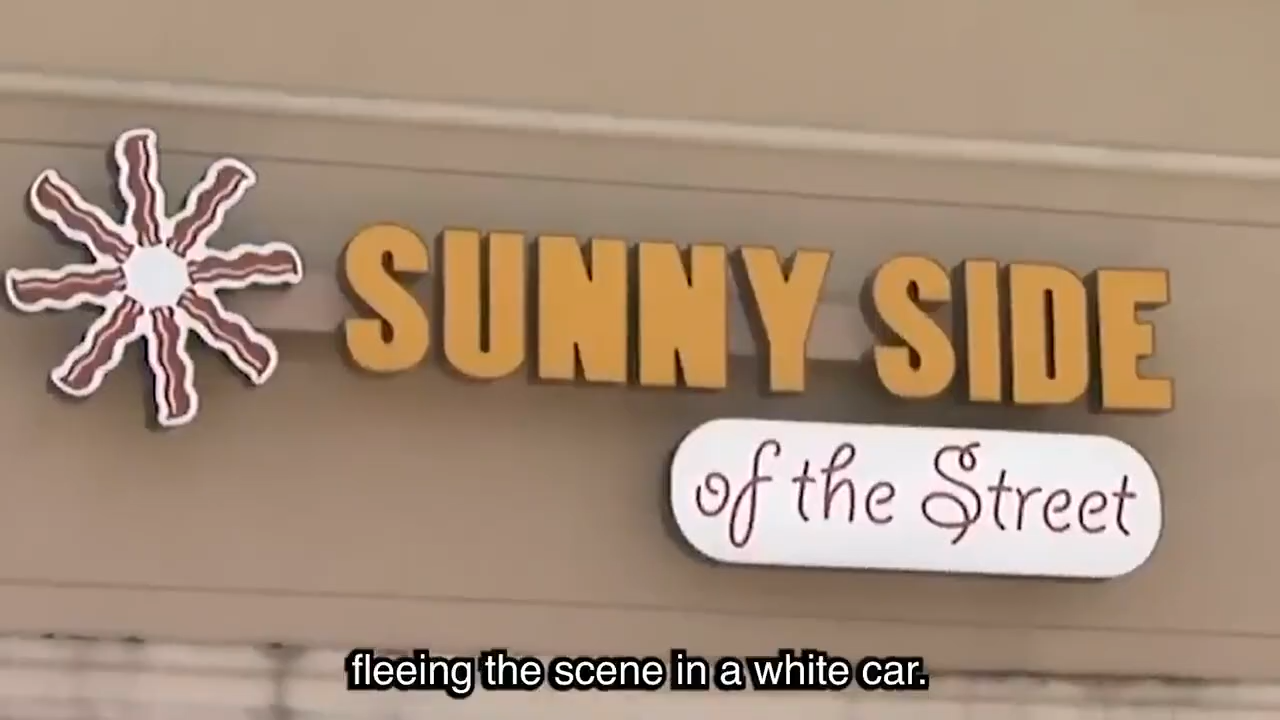 SUNNY SIDE
of the Street
fleeing the scene in a white car.